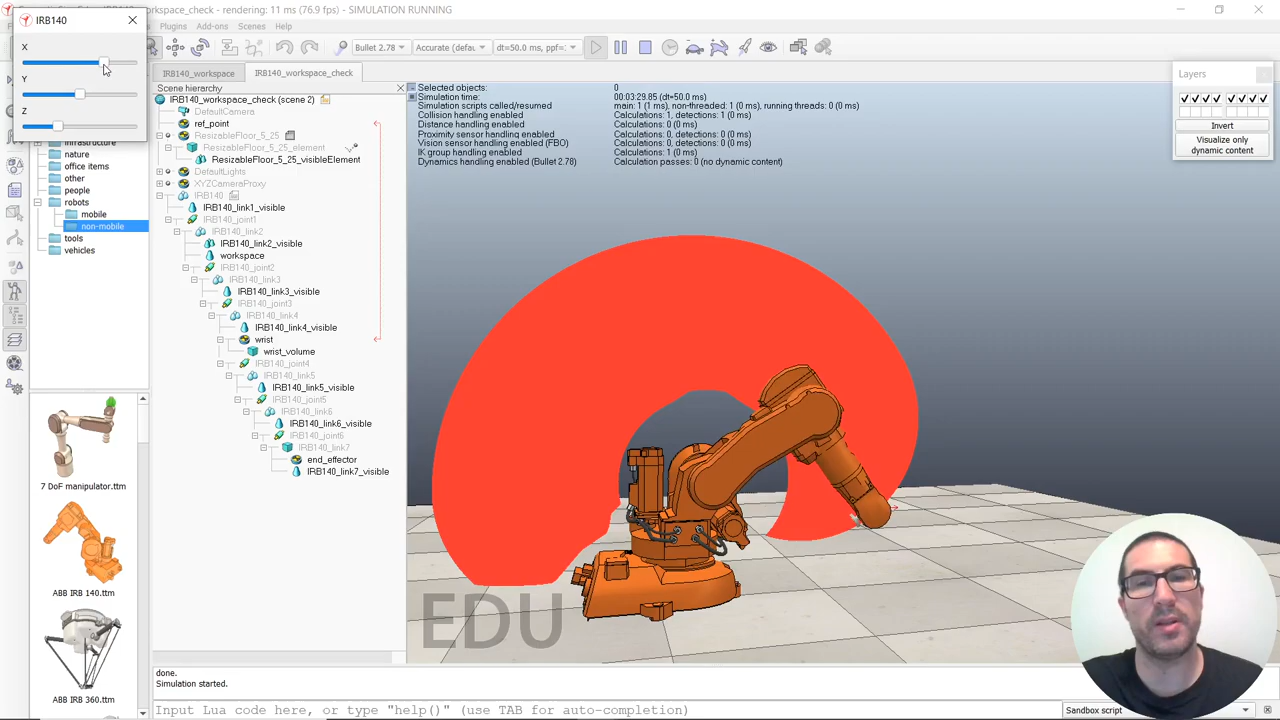 IRB140_workspace_check - rendering: 11 ms (76.9 fps) - SIMULATION RUNNING
IRB140
X
Y
Z
Plugins Add-ons Scenes Help
Bullet 2.78 Accurate (defau dt=50.0 ms, ppf=
IRB140_workspace IRB140_workspace_check
infrastructure
nature
office items
other
people
robots
mobile
non-mobile
tools
vehicles
7 DoF manipulator.ttm
ABB IRB 140.ttm
ABB IRB 360.ttm
Scene hierarchy
IRB140_workspace_check (scene 2)
DefaultCamera
ref_point
ResizableFloor_5_25
ResizableFloor_5_25_element
ResizableFloor_5_25_visibleElement
DefaultLights
XYZCameraProxy
IRB140
IRB140_link1_visible
IRB140_joint1
IRB140_link2
IRB140_link2_visible
workspace
IRB140_joint2
IRB140_link3
IRB140_link3_visible
IRB140_joint3
IRB140_link4
IRB140_link4_visible
wrist
wrist_volume
IRB140_joint4
IRB140_link5
IRB140_link5_visible
IRB140_joint5
IRB140_link6
IRB140_link6_visible
IRB140_joint6
IRB140_link7
end_effector
IRB140_link7_visible
Selected objects: 0
Simulation time: 00:03:29.85 (dt=50.0 ms)
Simulation scripts called/resumed non-threaded: 1 (1 ms), running threads: 0 (0 ms)
Collision handling enabled Calculations: 1, detections: 1 (0 ms)
Distance handling enabled Calculations: 0 (0 ms)
Proximity sensor handling enabled Calculations: 0, detections: 0 (0 ms)
Vision sensor handling enabled (FBO) Calculations: 0, detections: 0 (0 ms)
IK group handling enabled Calculations: 1 (0 ms)
Dynamics handling enabled (Bullet 2.78) Calculation passes: 0 (no dynamic
Layers
Invert
Visualize only
dynamic content
EDU
done.
Simulation started.
Input Lua code here, or type "help()" (use TAB for auto-completion)
Sandbox script